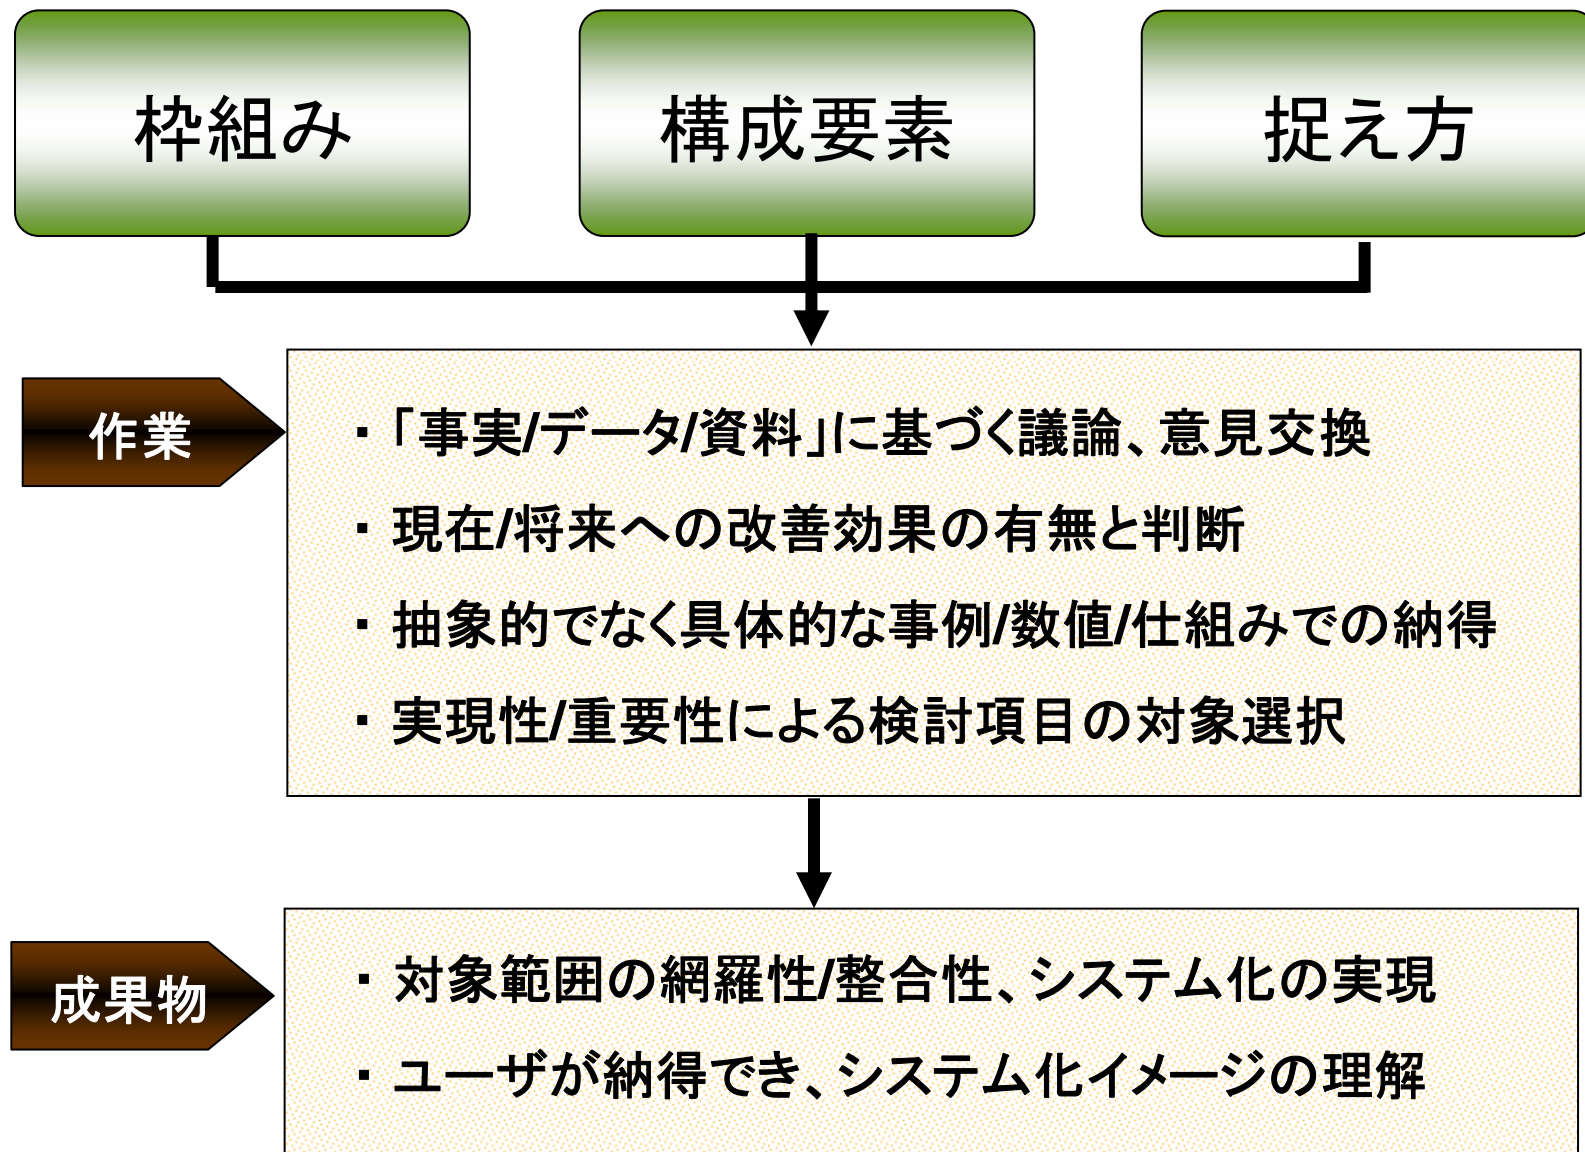 枠組み
構成要素
捉え方
作業
・「事実/データ/資料」に基づく議論、意見交換
・ 現在/将来への改善効果の有無と判断
・ 抽象的でなく具体的な事例/数値/仕組みでの納得
・ 実現性/重要性による検討項目の対象選択
成果物
・ 対象範囲の網羅性/整合性、システム化の実現
・ ユーザが納得でき、システム化イメージの理解